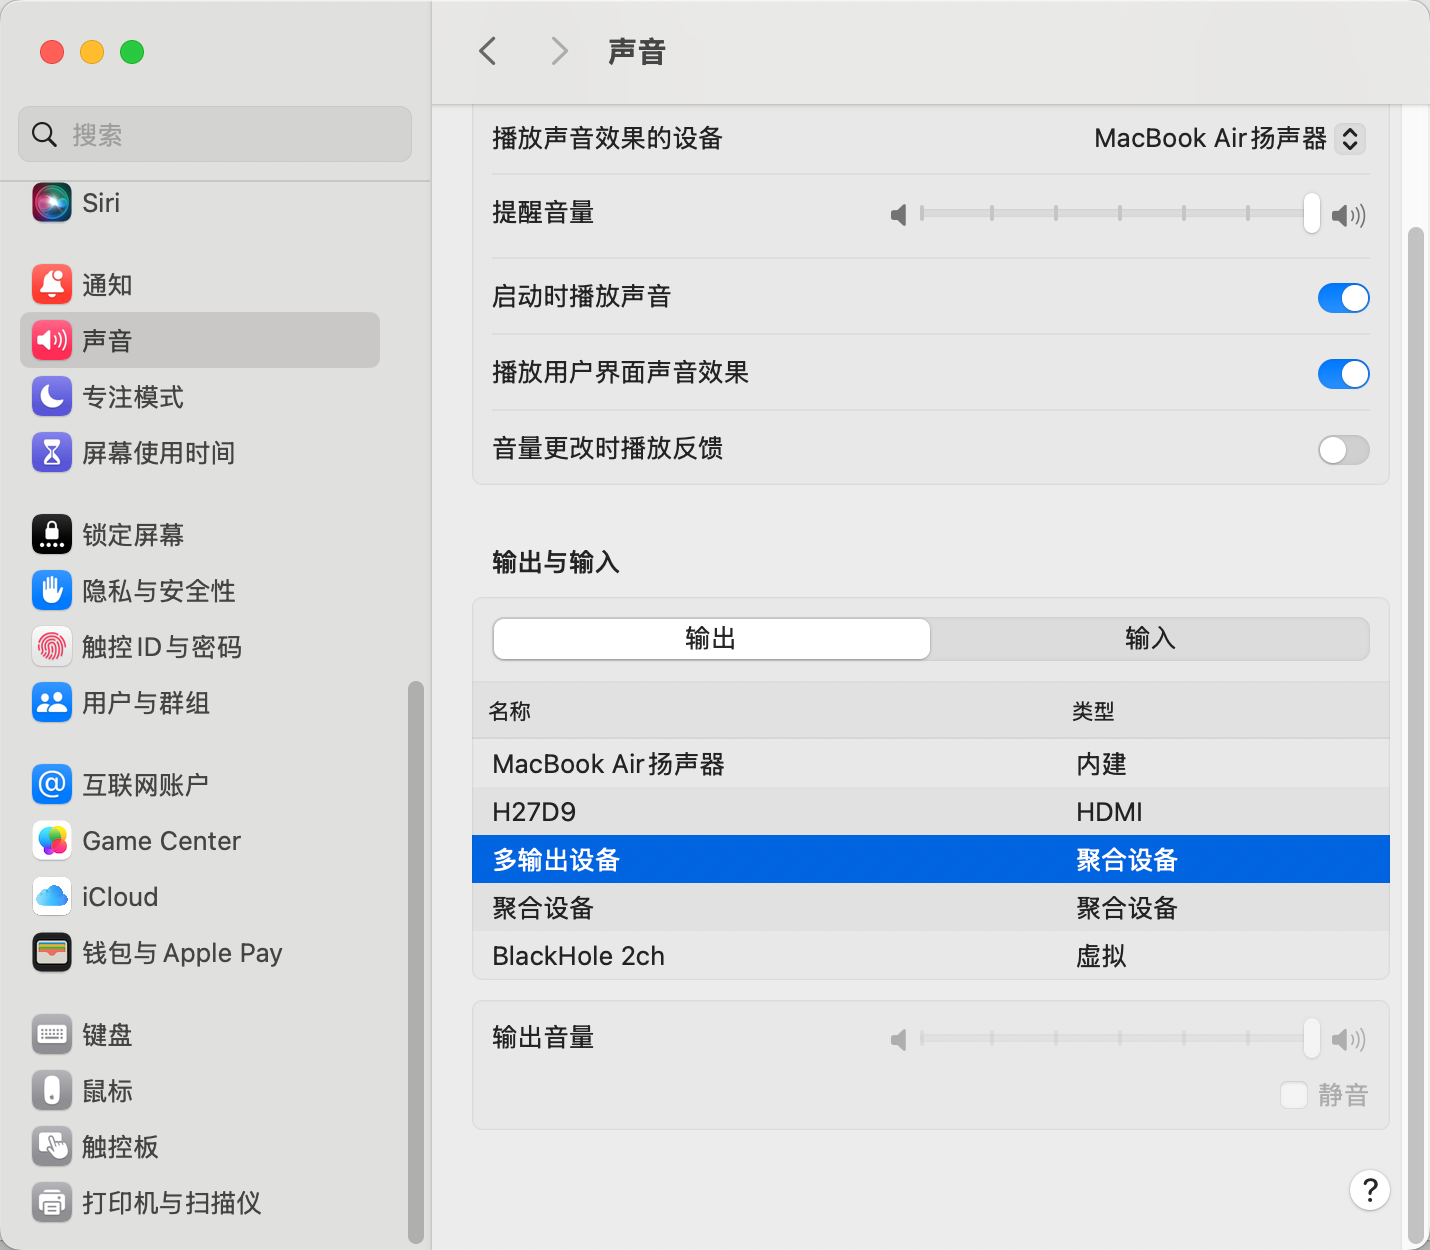 搜索
Siri
通知
声音
专注模式
屏幕使用时间
锁定屏幕
隐私与安全性
触控 ID 与密码
用户与群组
互联网账户
Game Center
iCloud
钱包与 Apple Pay
键盘
鼠标
触控板
打印机与扫描仪
声音
播放声音效果的设备 MacBook Air扬声器
提醒音量
启动时播放声音
播放用户界面声音效果
音量更改时播放反馈
输出与输入
输出 输入
名称 类型
MacBook Air扬声器 内建
H27D9 HDMI
多输出设备 聚合设备
聚合设备 聚合设备
BlackHole 2ch 虚拟
输出音量
静音
?